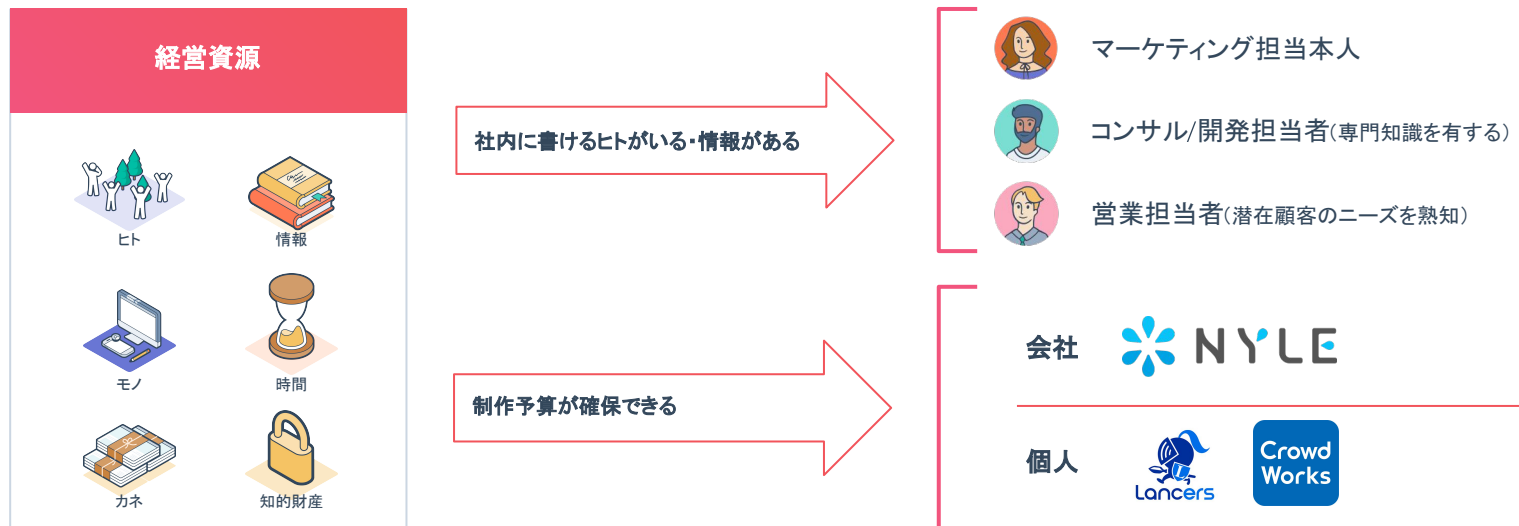 経営資源
ヒト
情報
モノ
時間
カネ
知的財産
社内に書けるヒトがいる・情報がある
制作予算が確保できる
マーケティング担当本人
コンサル/開発担当者(専門知識を有する)
営業担当者(潜在顧客のニーズを熟知)
会社
NYLE
個人
Lancers
Crowd
Works